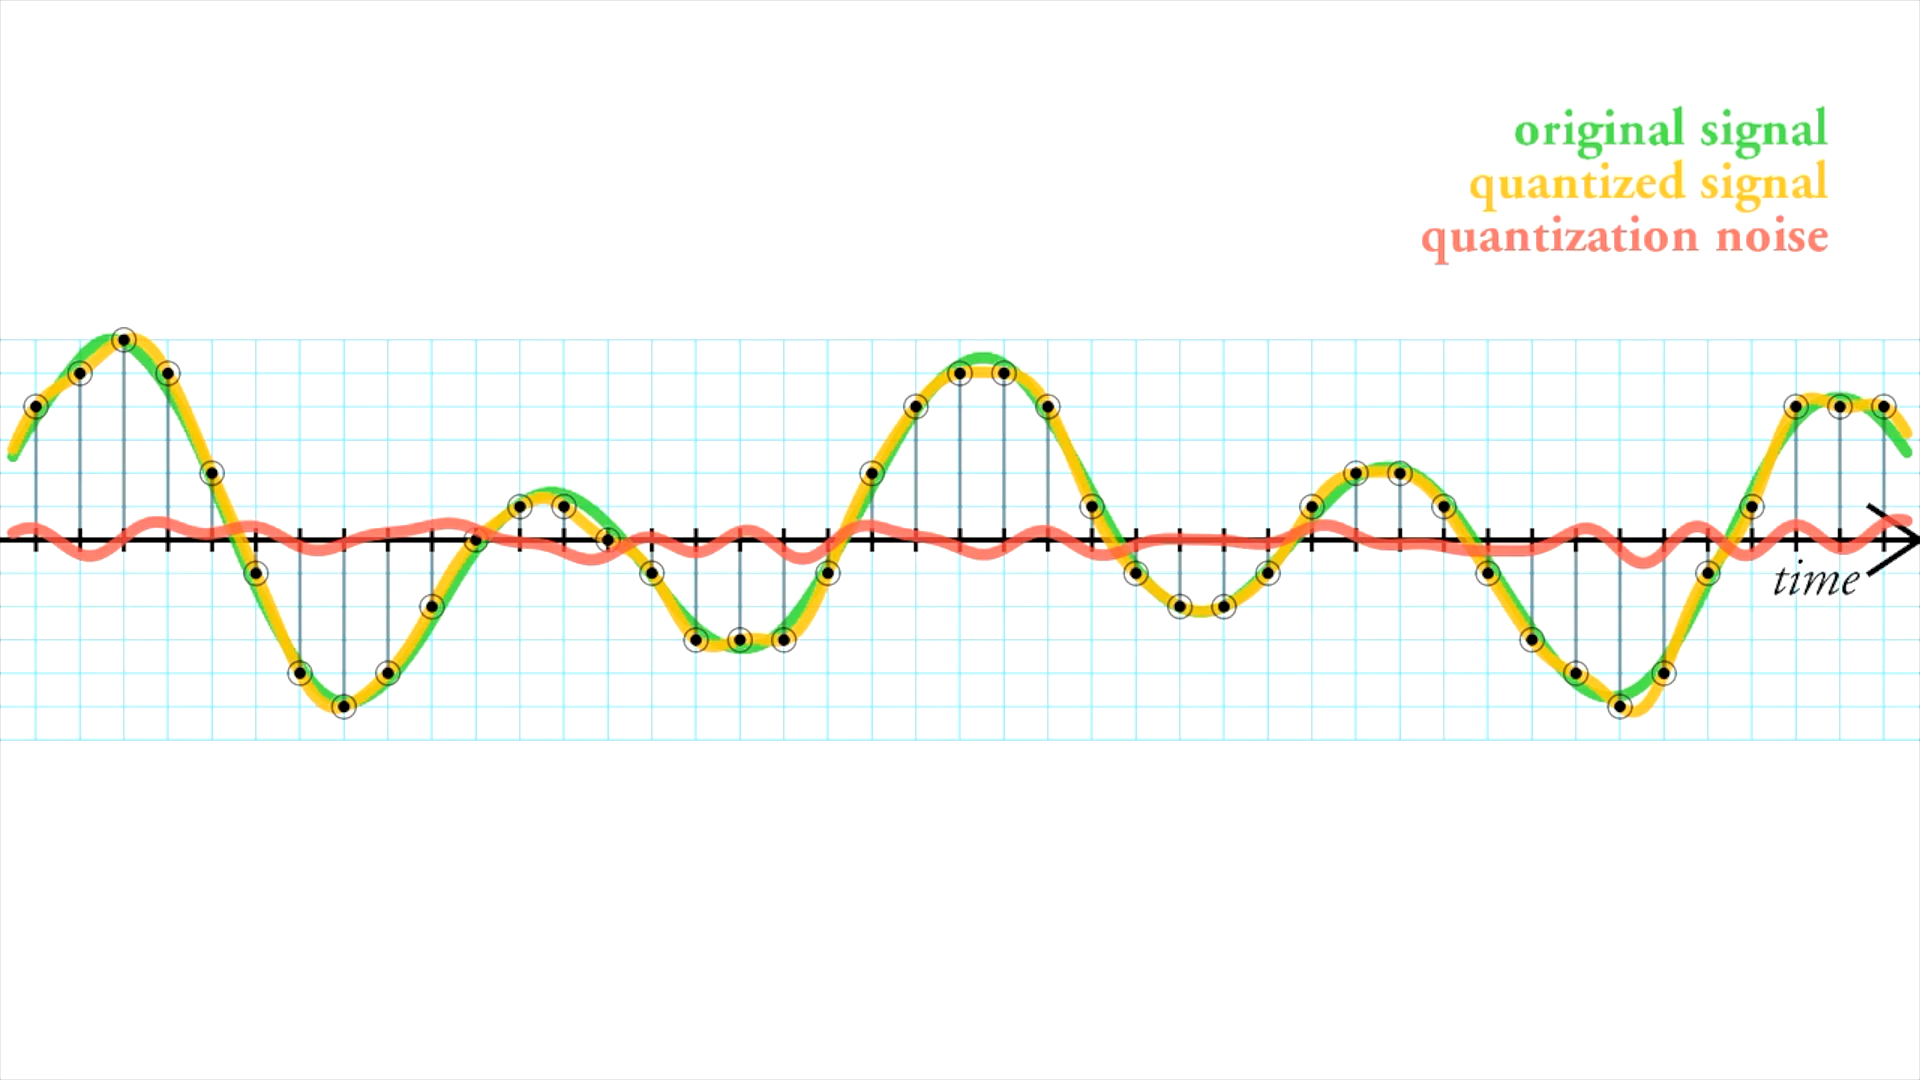 original signal
quantized signal
quantization noise
time